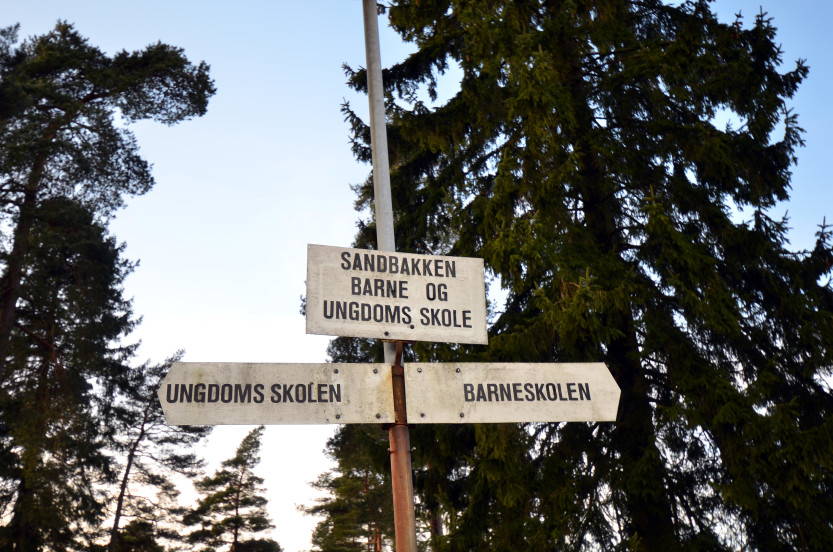 SANDBAKKEN
BARNE OG
UNGDOMS SKOLE
UNGDOMS SKOLEN
BARNESKOLEN